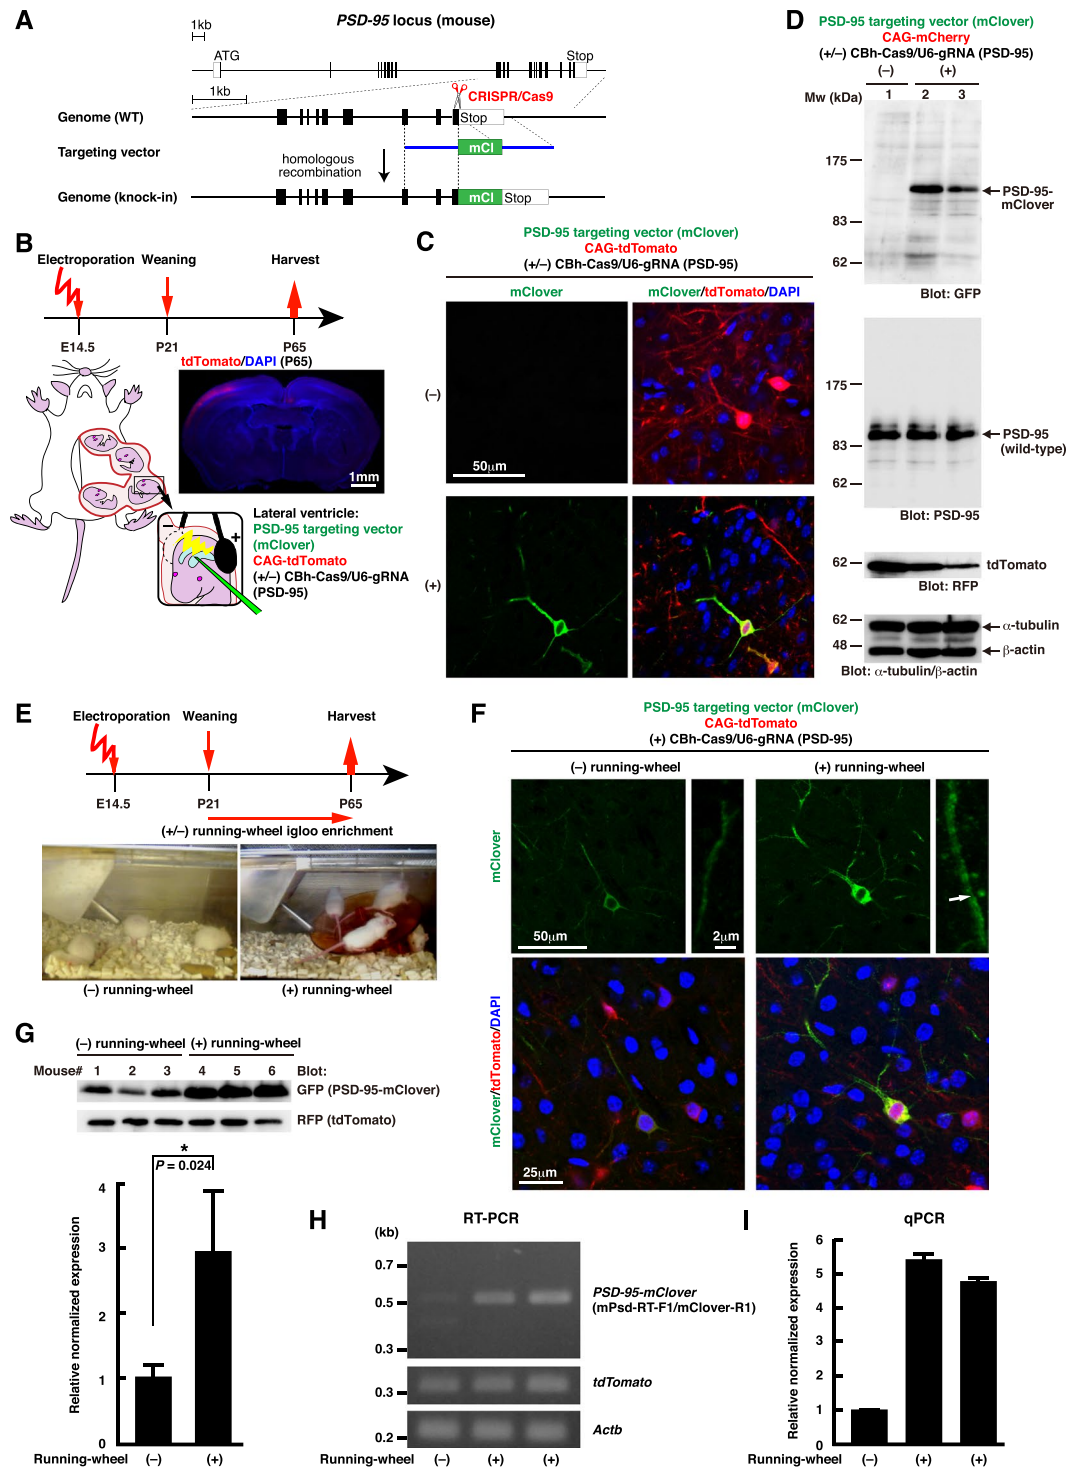 A
PSD-95 locus (mouse)
1kb
ATG
Stop
1kb
CRISPR/Cas9
Genome (WT)
Stop
Targeting vector
mCl
homologous
recombination
Genome (knock-in)
mCl
Stop
B
Electroporation
Weaning
Harvest
E14.5
P21
P65
tdTomato/DAPI (P65)
1mm
Lateral ventricle:
PSD-95 targeting vector
(mClover)
CAG-tdTomato
(+/–) CBh-Cas9/U6-gRNA
(PSD-95)
– +
C
PSD-95 targeting vector (mClover)
CAG-tdTomato
(+/–) CBh-Cas9/U6-gRNA (PSD-95)
mClover
mClover/tdTomato/DAPI
(–)
50μm
(+)
D
PSD-95 targeting vector (mClover)
CAG-mCherry
(+/–) CBh-Cas9/U6-gRNA (PSD-95)
(–) (+)
Mw (kDa) 1 2 3
175
PSD-95-
mClover
83
62
Blot: GFP
175
PSD-95
(wild-type)
83
62
Blot: PSD-95
62
tdTomato
Blot: RFP
62
α-tubulin
48
β-actin
Blot: α-tubulin/β-actin
E
Electroporation
Weaning
Harvest
E14.5
P21
P65
(+/–) running-wheel igloo enrichment
(–) running-wheel
(+) running-wheel
F
PSD-95 targeting vector (mClover)
CAG-tdTomato
(+) CBh-Cas9/U6-gRNA (PSD-95)
(–) running-wheel
(+) running-wheel
mClover
50μm
2μm
mClover/tdTomato/DAPI
25μm
G
(–) running-wheel (+) running-wheel
Mouse# 1 2 3 4 5 6 Blot:
GFP (PSD-95-mClover)
RFP (tdTomato)
*
P = 0.024
4
3
2
1
0
Relative normalized expression
Running-wheel (–) (+)
H
RT-PCR
(kb)
0.7
0.5
PSD-95-mClover
(mPsd-RT-F1/mClover-R1)
0.3
0.3
tdTomato
0.2
Actb
Running-wheel (–) (+) (+)
I
qPCR
6
5
4
3
2
1
0
Relative normalized expression
Running-wheel (–) (+) (+)